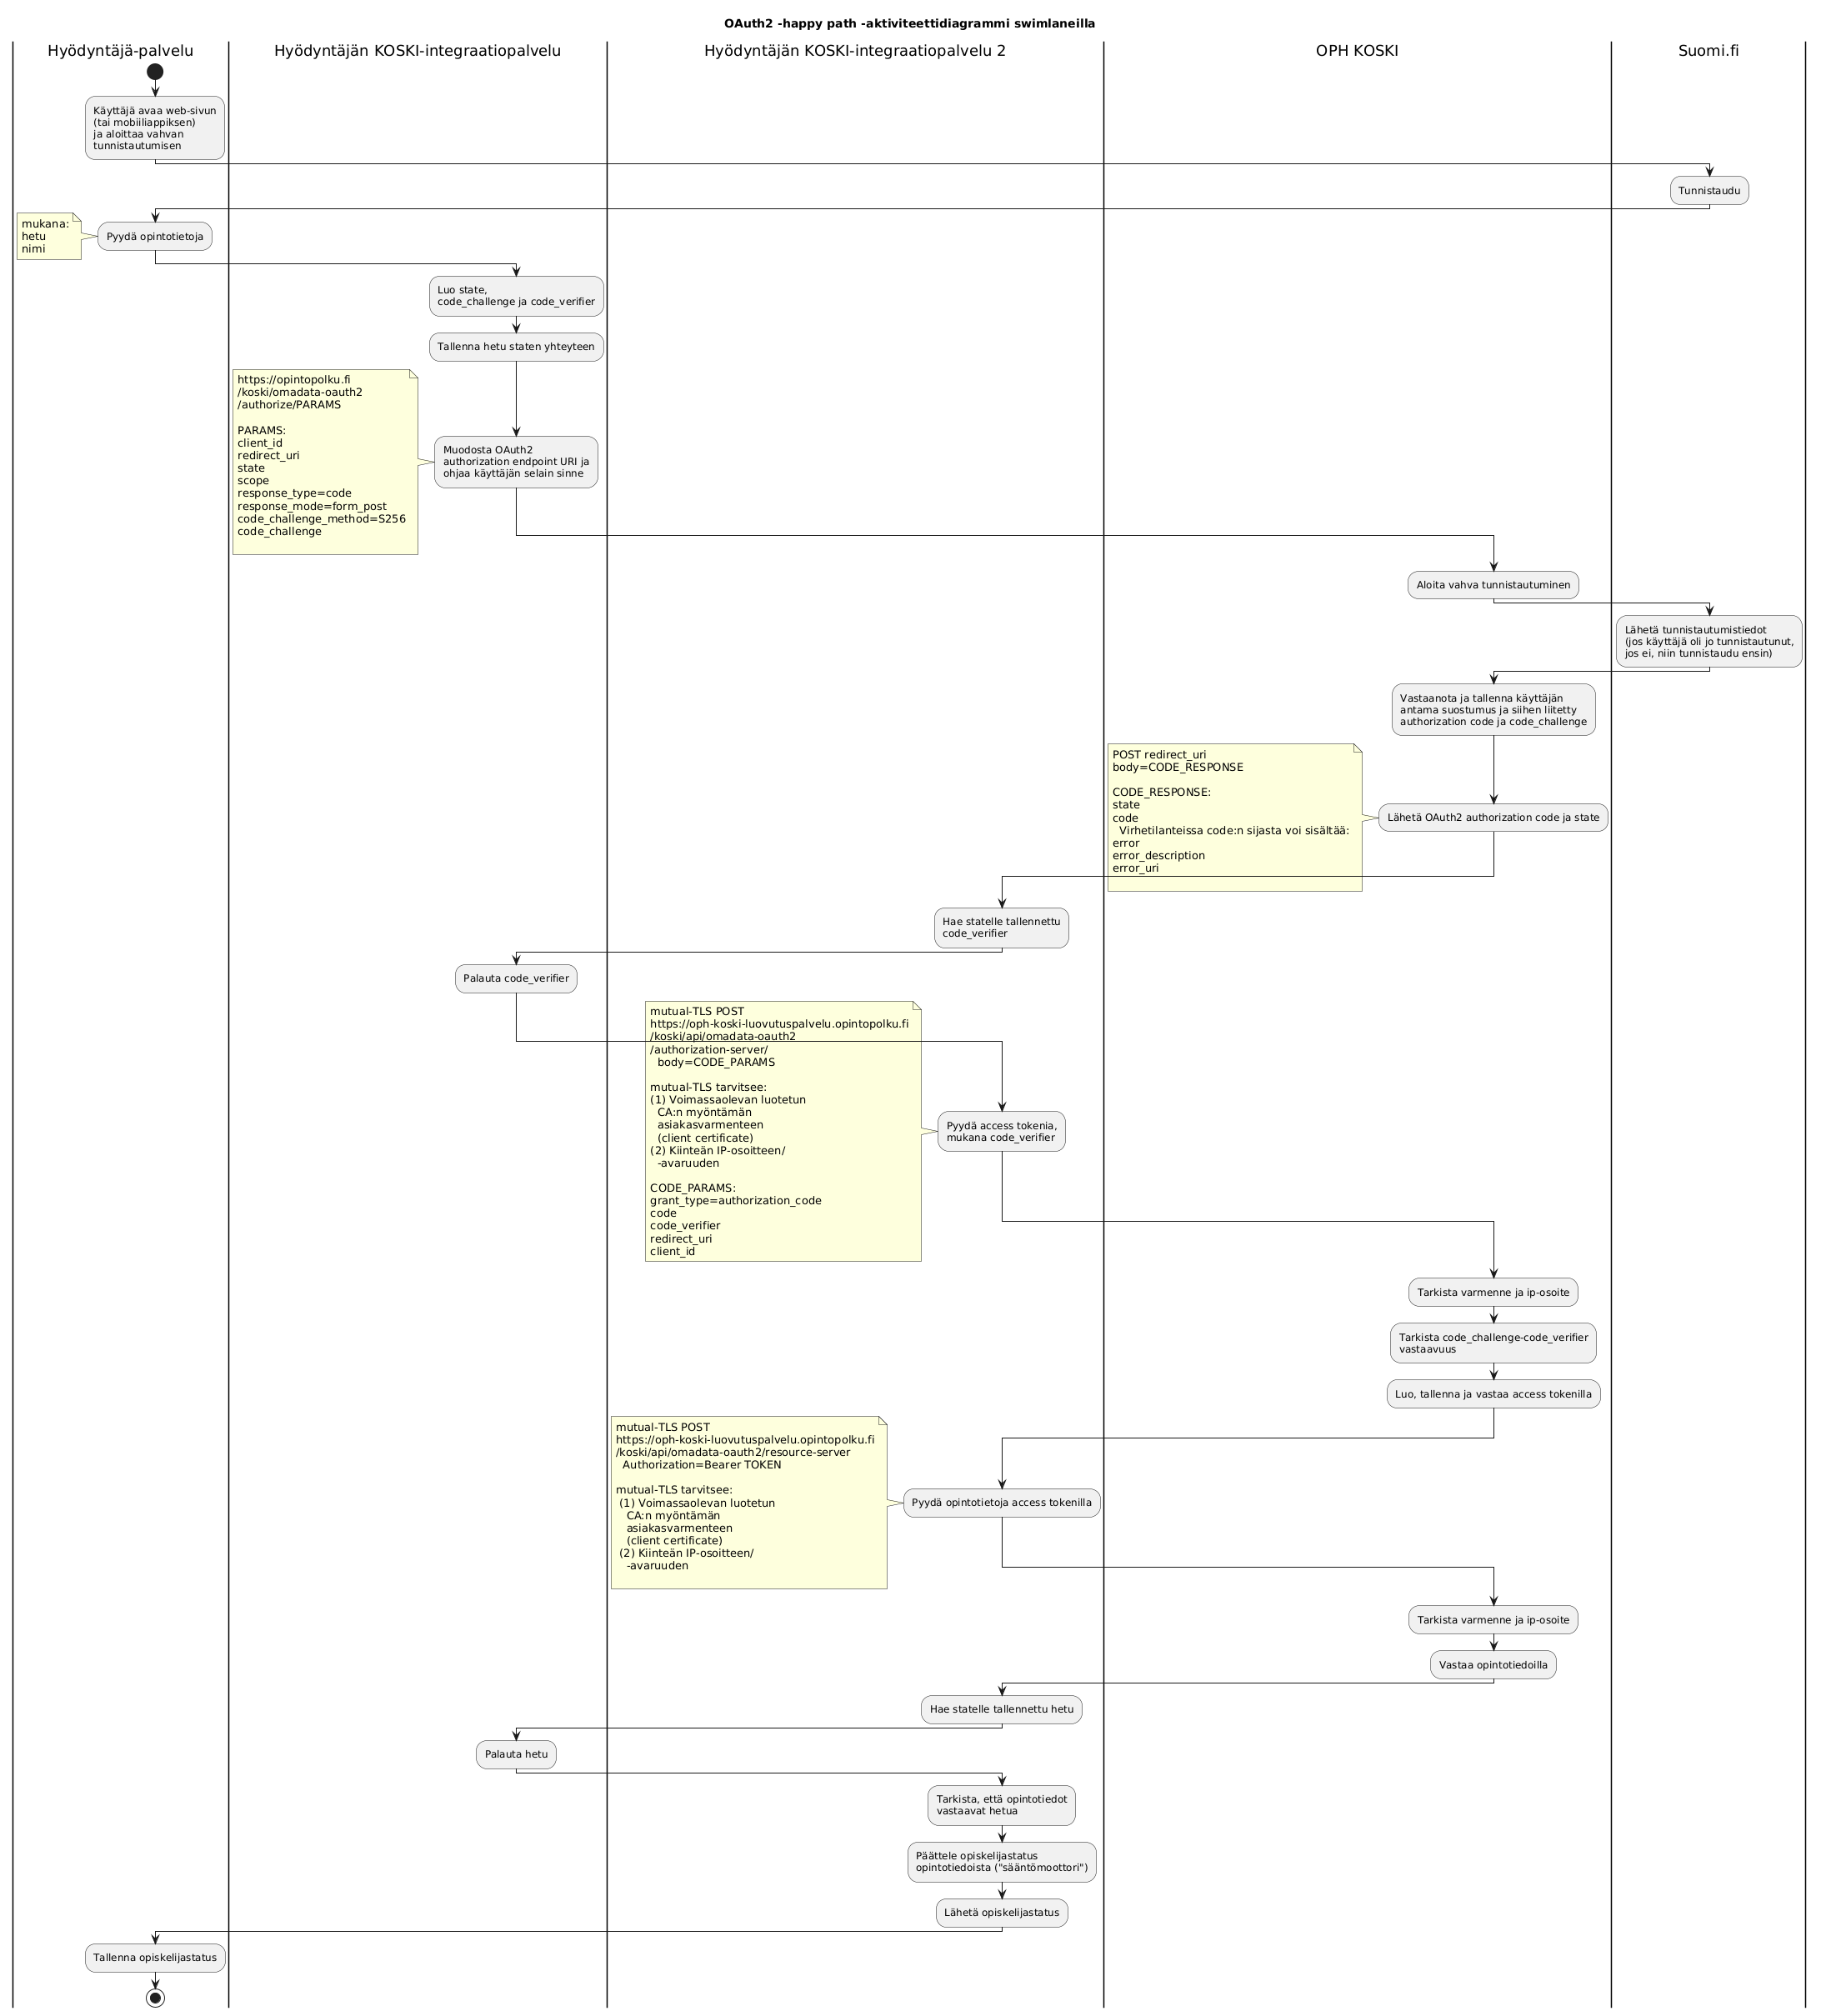 OAuth2 -happy path -aktiviteettidiagrammi swimlaneilla
Hyödyntäjä-palvelu
Hyödyntäjän KOSKI-integraatiopalvelu
Hyödyntäjän KOSKI-integraatiopalvelu 2
OPH KOSKI
Suomi.fi
Käyttäjä avaa web-sivun
(tai mobiiliappiksen)
ja aloittaa vahvan
tunnistautumisen
Tunnistaudu
mukana:
hetu
nimi
Pyydä opintotietoja
Luo state,
code_challenge ja code_verifier
Tallenna hetu staten yhteyteen
https://opintopolku.fi
/koski/omadata-oauth2
/authorize/PARAMS
PARAMS:
client_id
redirect_uri
state
scope
response_type=code
response_mode=form_post
code_challenge_method=S256
code_challenge
Muodosta OAuth2
authorization endpoint URI ja
ohjaa käyttäjän selain sinne
Aloita vahva tunnistautuminen
Lähetä tunnistautumistiedot
(jos käyttäjä oli jo tunnistautunut,
jos ei, niin tunnistaudu ensin)
Vastaanota ja tallenna käyttäjän
antama suostumus ja siihen liitetty
authorization code ja code_challenge
POST redirect_uri
body=CODE_RESPONSE
CODE_RESPONSE:
state
code
Virhetilanteissa code:n sijasta voi sisältää:
error
error_description
error_uri
Lähetä OAuth2 authorization code ja state
Hae statelle tallennettu
code_verifier
Palauta code_verifier
mutual-TLS POST
https://oph-koski-luovutuspalvelu.opintopolku.fi
/koski/api/omadata-oauth2
/authorization-server/
body=CODE_PARAMS
mutual-TLS tarvitsee:
(1) Voimassaolevan luotetun
CA:n myöntämän
asiakasvarmenteen
(client certificate)
(2) Kiinteän IP-osoitteen/
-avaruuden
CODE_PARAMS:
grant_type=authorization_code
code
code_verifier
redirect_uri
client_id
Pyydä access tokenia,
mukana code_verifier
Tarkista varmenne ja ip-osoite
Tarkista code_challenge-code_verifier
vastaavuus
Luo, tallenna ja vastaa access tokenilla
mutual-TLS POST
https://oph-koski-luovutuspalvelu.opintopolku.fi
/koski/api/omadata-oauth2/resource-server
Authorization=Bearer TOKEN
mutual-TLS tarvitsee:
(1) Voimassaolevan luotetun
CA:n myöntämän
asiakasvarmenteen
(client certificate)
(2) Kiinteän IP-osoitteen/
-avaruuden
Pyydä opintotietoja access tokenilla
Tarkista varmenne ja ip-osoite
Vastaa opintotiedoilla
Hae statelle tallennettu hetu
Palauta hetu
Tarkista, että opintotiedot
vastaavat hetua
Päättele opiskelijastatus
opintotiedoista ("sääntömoottori")
Lähetä opiskelijastatus
Tallenna opiskelijastatus